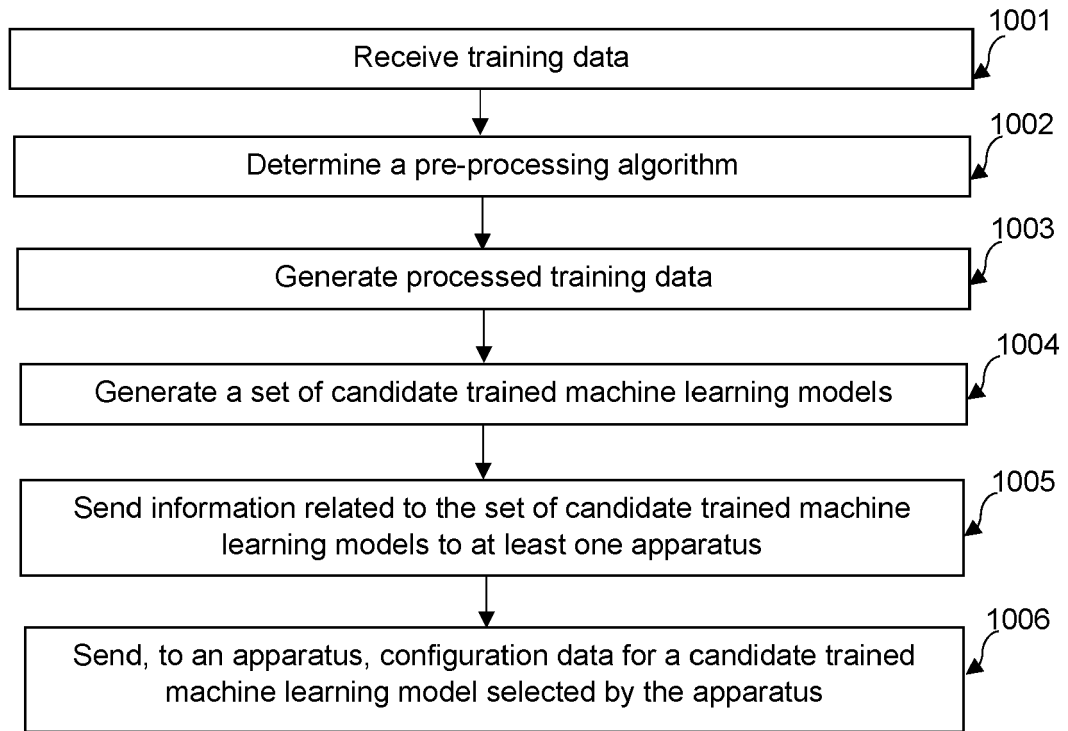 1001
Receive training data
1002
Determine a pre-processing algorithm
1003
Generate processed training data
1004
Generate a set of candidate trained machine learning models
1005
Send information related to the set of candidate trained machine
learning models to at least one apparatus
1006
Send, to an apparatus, configuration data for a candidate trained
machine learning model selected by the apparatus